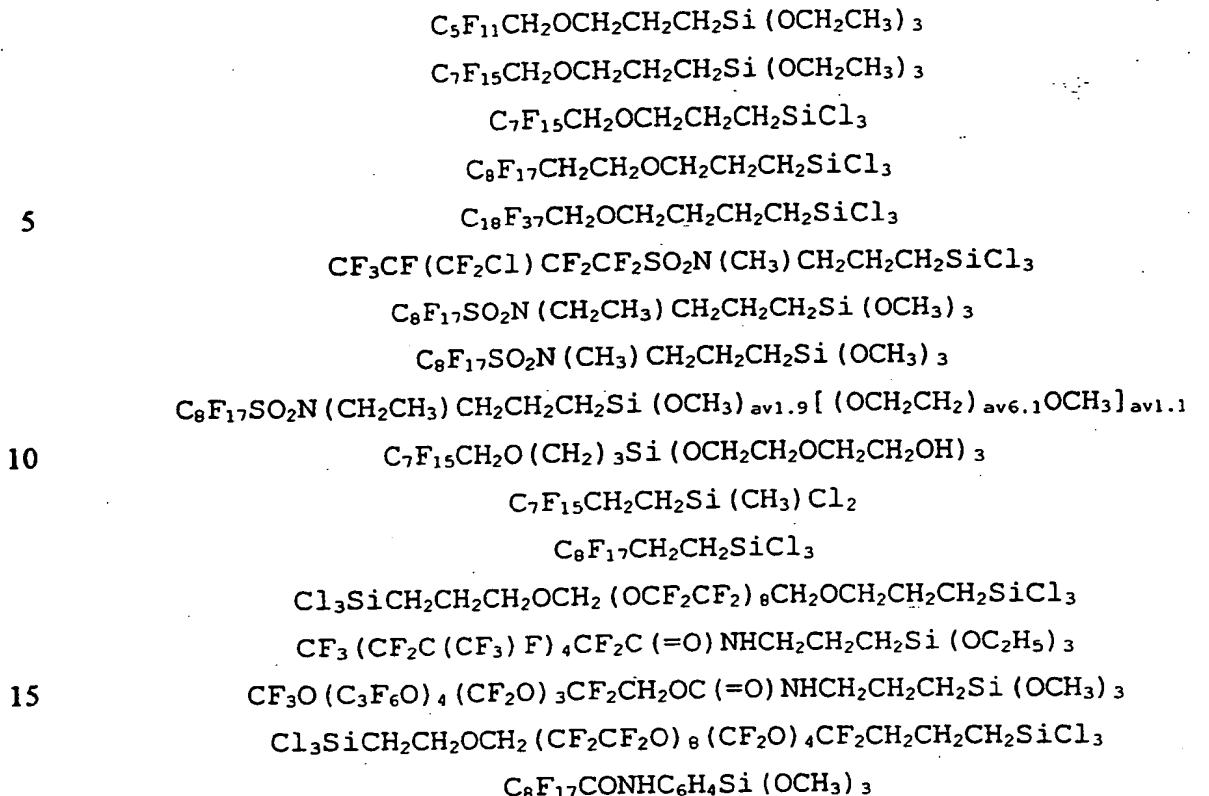 C₅F₁₁CH₂OCH₂CH₂CH₂Si(OCH₂CH₃)₃
C₇F₁₅CH₂OCH₂CH₂CH₂Si(OCH₂CH₃)₃
C₇F₁₅CH₂OCH₂CH₂CH₂SiCl₃
C₈F₁₇CH₂CH₂OCH₂CH₂CH₂SiCl₃
5 C₁₈F₃₇CH₂OCH₂CH₂CH₂CH₂SiCl₃
CF₃CF(CF₂Cl)CF₂CF₂SO₂N(CH₃)CH₂CH₂CH₂SiCl₃
C₈F₁₇SO₂N(CH₂CH₃)CH₂CH₂CH₂Si(OCH₃)₃
C₈F₁₇SO₂N(CH₃)CH₂CH₂CH₂Si(OCH₃)₃
C₈F₁₇SO₂N(CH₂CH₃)CH₂CH₂CH₂Si(OCH₃)ₐᵥ₁.₉[(OCH₂CH₂)ₐᵥ₆.₁OCH₃]ₐᵥ₁.₁
10 C₇F₁₅CH₂O(CH₂)₃Si(OCH₂CH₂OCH₂CH₂OH)₃
C₇F₁₅CH₂CH₂Si(CH₃)Cl₂
C₈F₁₇CH₂CH₂SiCl₃
Cl₃SiCH₂CH₂CH₂OCH₂(OCF₂CF₂)₈CH₂OCH₂CH₂CH₂SiCl₃
CF₃(CF₂C(CF₃)F)₄CF₂C(=O)NHCH₂CH₂CH₂Si(OC₂H₅)₃
15 CF₃O(C₃F₆O)₄(CF₂O)₃CF₂CH₂OC(=O)NHCH₂CH₂CH₂Si(OCH₃)₃
Cl₃SiCH₂CH₂OCH₂(CF₂CF₂O)₈(CF₂O)₄CF₂CH₂CH₂CH₂SiCl₃
C₈F₁₇CONHC₆H₄Si(OCH₃)₃